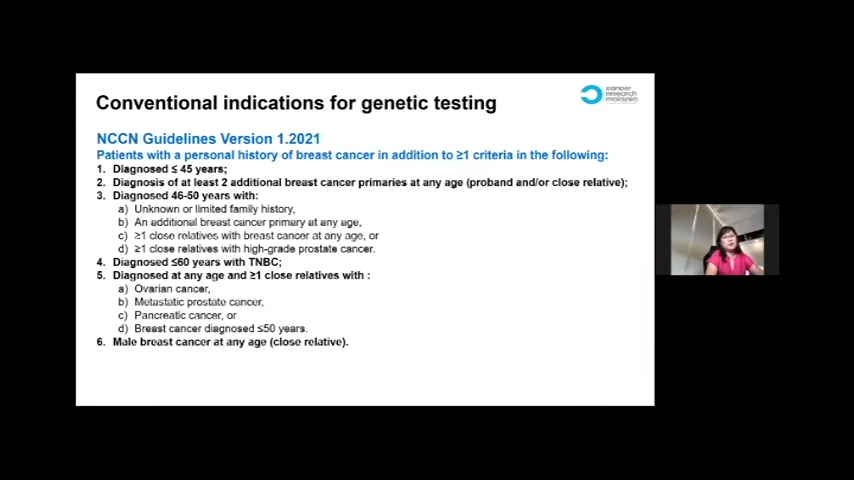 Conventional indications for genetic testing
cancer
research
malaysia
NCCN Guidelines Version 1.2021
Patients with a personal history of breast cancer in addition to ≥1 criteria in the following:
1. Diagnosed ≤ 45 years;
2. Diagnosis of at least 2 additional breast cancer primaries at any age (proband and/or close relative);
3. Diagnosed 46-50 years with:
a) Unknown or limited family history,
b) An additional breast cancer primary at any age,
c) ≥1 close relatives with breast cancer at any age, or
d) ≥1 close relatives with high-grade prostate cancer.
4. Diagnosed ≤60 years with TNBC;
5. Diagnosed at any age and ≥1 close relatives with :
a) Ovarian cancer,
b) Metastatic prostate cancer,
c) Pancreatic cancer, or
d) Breast cancer diagnosed ≤50 years.
6. Male breast cancer at any age (close relative).